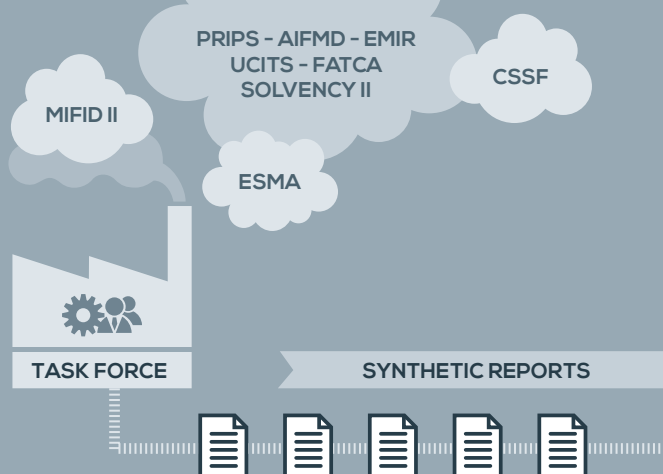 PRIPS - AIFMD - EMIR
UCITS - FATCA
SOLVENCY II
CSSF
MIFID II
ESMA
TASK FORCE
SYNTHETIC REPORTS